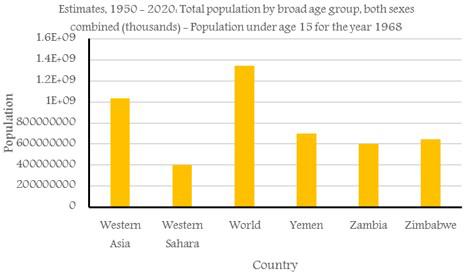 Estimates, 1950 - 2020: Total population by broad age group, both sexes
combined (thousands) - Population under age 15 for the year 1968
1.6E+09
1.4E+09
1.2E+09
1E+09
800000000
600000000
400000000
200000000
0
Population
Western
Asia
Western
Sahara
World
Yemen
Zambia
Zimbabwe
Country